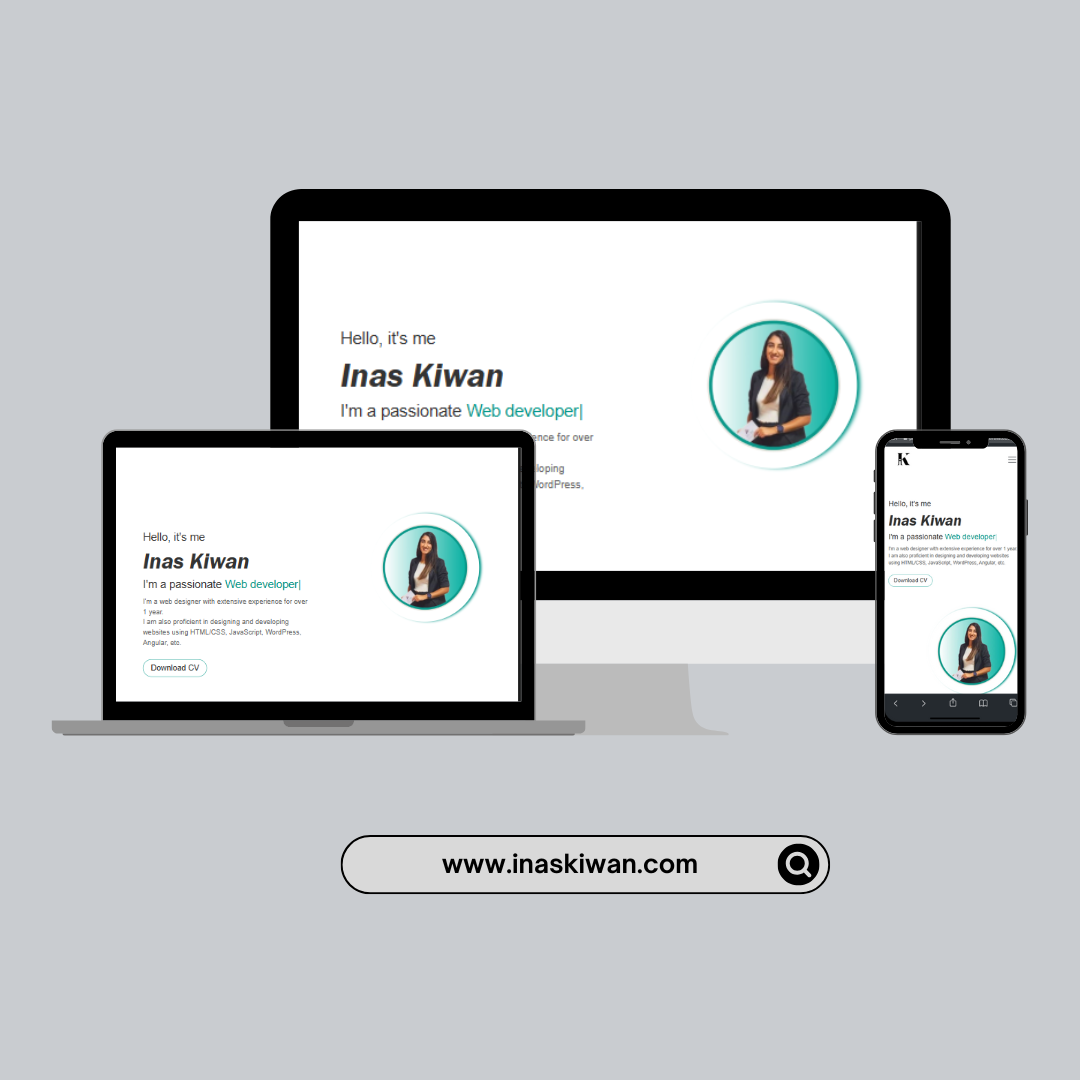 Hello, it's me
Inas Kiwan
I'm a passionate Web developer|
ence for over
loping
WordPress,
Hello, it's me
Inas Kiwan
I'm a passionate Web developer|
I'm a web designer with extensive experience for over
1 year.
I am also proficient in designing and developing
websites using HTML/CSS, JavaScript, WordPress,
Angular, etc.
Download CV
K
Hello, it's me
Inas Kiwan
I'm a passionate Web developer|
I'm a web designer with extensive experience for over 1 year.
I am also proficient in designing and developing websites
using HTML/CSS, JavaScript, WordPress, Angular, etc.
Download CV
www.inaskiwan.com